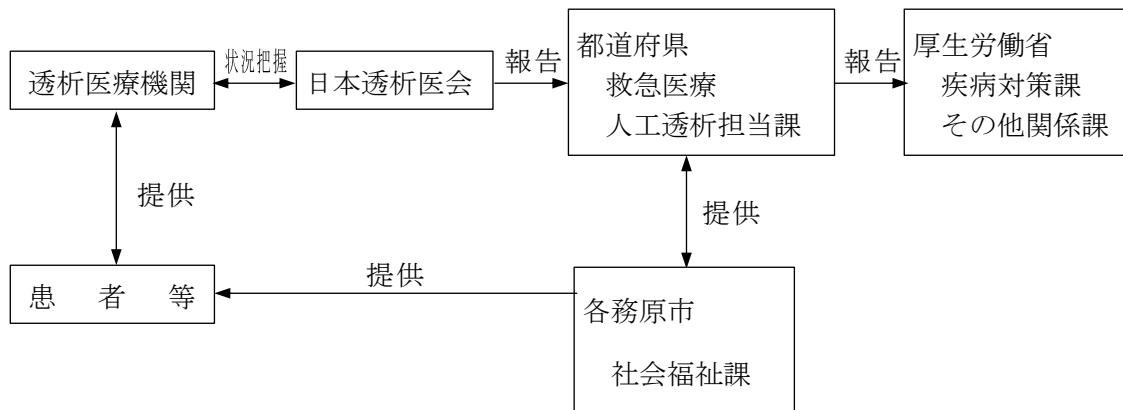 透析医療機関
状況把握
日本透析医会
報告
都道府県
救急医療
人工透析担当課
報告
厚生労働省
疾病対策課
その他関係課
提供
提供
患者等
提供
各務原市
社会福祉課